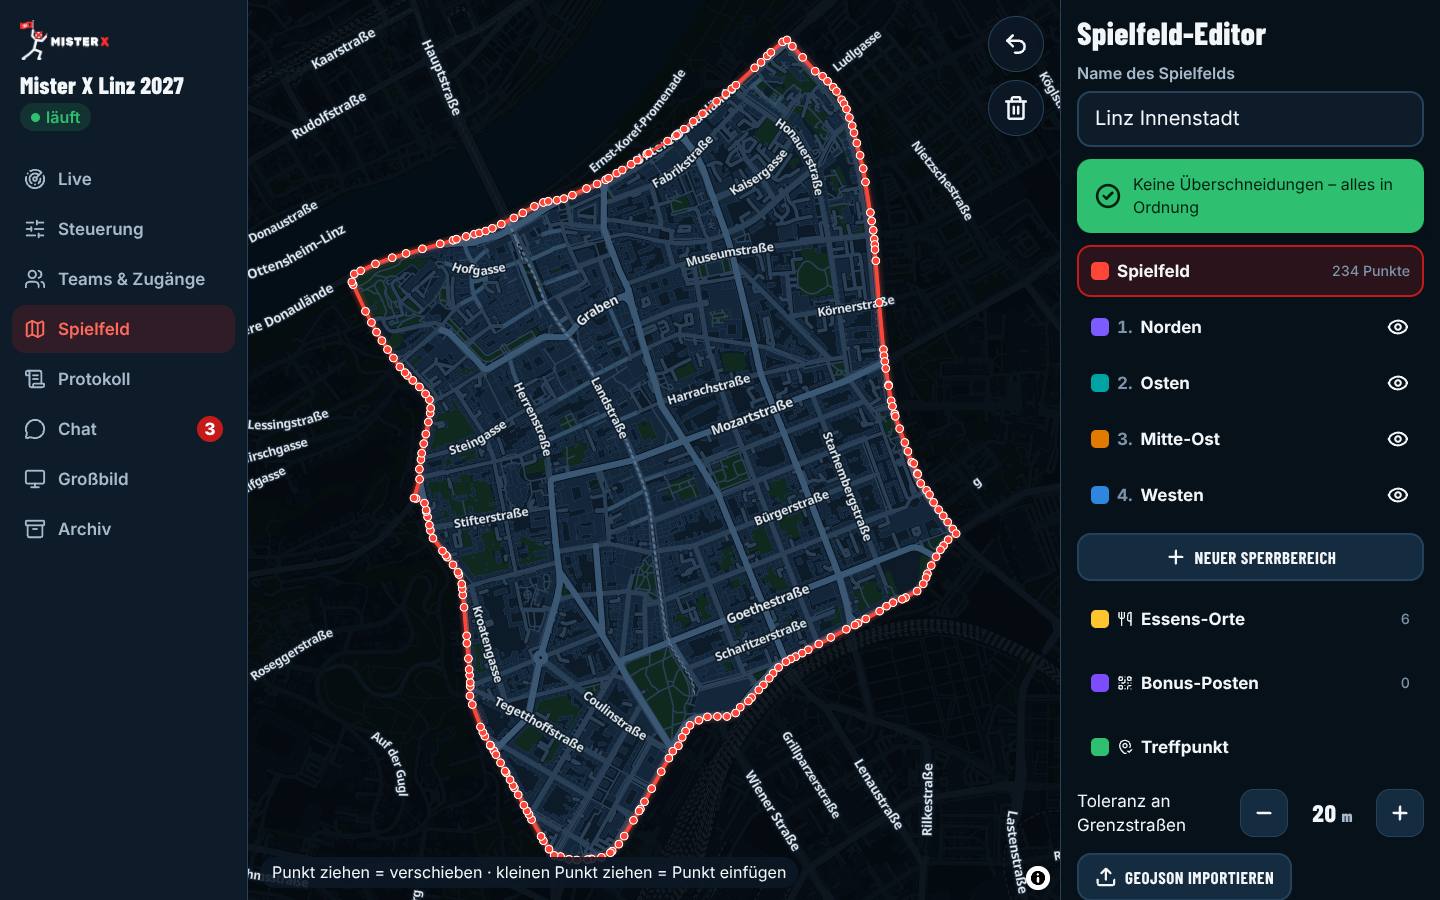 MISTER X
Mister X Linz 2027
läuft
Live
Steuerung
Teams & Zugänge
Spielfeld
Protokoll
Chat
3
Großbild
Archiv
Kaarstraße
Hauptstraße
Rudolfstraße
Ludlgasse
Ernst-Koref-Promenade
Fabrikstraße
Honauerstraße
Kaisergasse
Nietzschestraße
Donaustraße
Ottensheim–Linz
re Donaulände
Hofgasse
Museumstraße
Graben
Körnerstraße
Landstraße
Herrenstraße
Harrachstraße
Mozartstraße
Lessingstraße
irschgasse
ifgasse
Steingasse
Starhembergstraße
Stifterstraße
Bürgerstraße
g
Goethestraße
Scharitzerstraße
Kroatengasse
Roseggerstraße
Tegetthoffstraße
Coulinstraße
Auf der Gugl
Wiener Straße
Grillparzerstraße
Lenaustraße
Rilkestraße
Lastenstraße
Punkt ziehen = verschieben · kleinen Punkt ziehen = Punkt einfügen
Spielfeld-Editor
Name des Spielfelds
Linz Innenstadt
Keine Überschneidungen – alles in
Ordnung
Spielfeld 234 Punkte
1. Norden
2. Osten
3. Mitte-Ost
4. Westen
NEUER SPERRBEREICH
Essens-Orte 6
Bonus-Posten 0
Treffpunkt
Toleranz an
Grenzstraßen
20 m
GEOJSON IMPORTIEREN